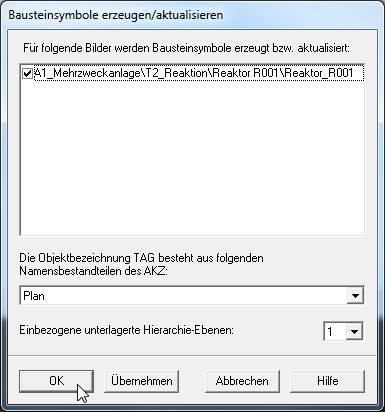 Bausteinsymbole erzeugen/aktualisieren
Für folgende Bilder werden Bausteinsymbole erzeugt bzw. aktualisiert:
A1_Mehrzweckanlage\T2_Reaktion\Reaktor R001\Reaktor_R001
Die Objektbezeichnung TAG besteht aus folgenden
Namensbestandteilen des AKZ:
Plan
Einbezogene unterlagerte Hierarchie-Ebenen:
1
OK
Übernehmen
Abbrechen
Hilfe